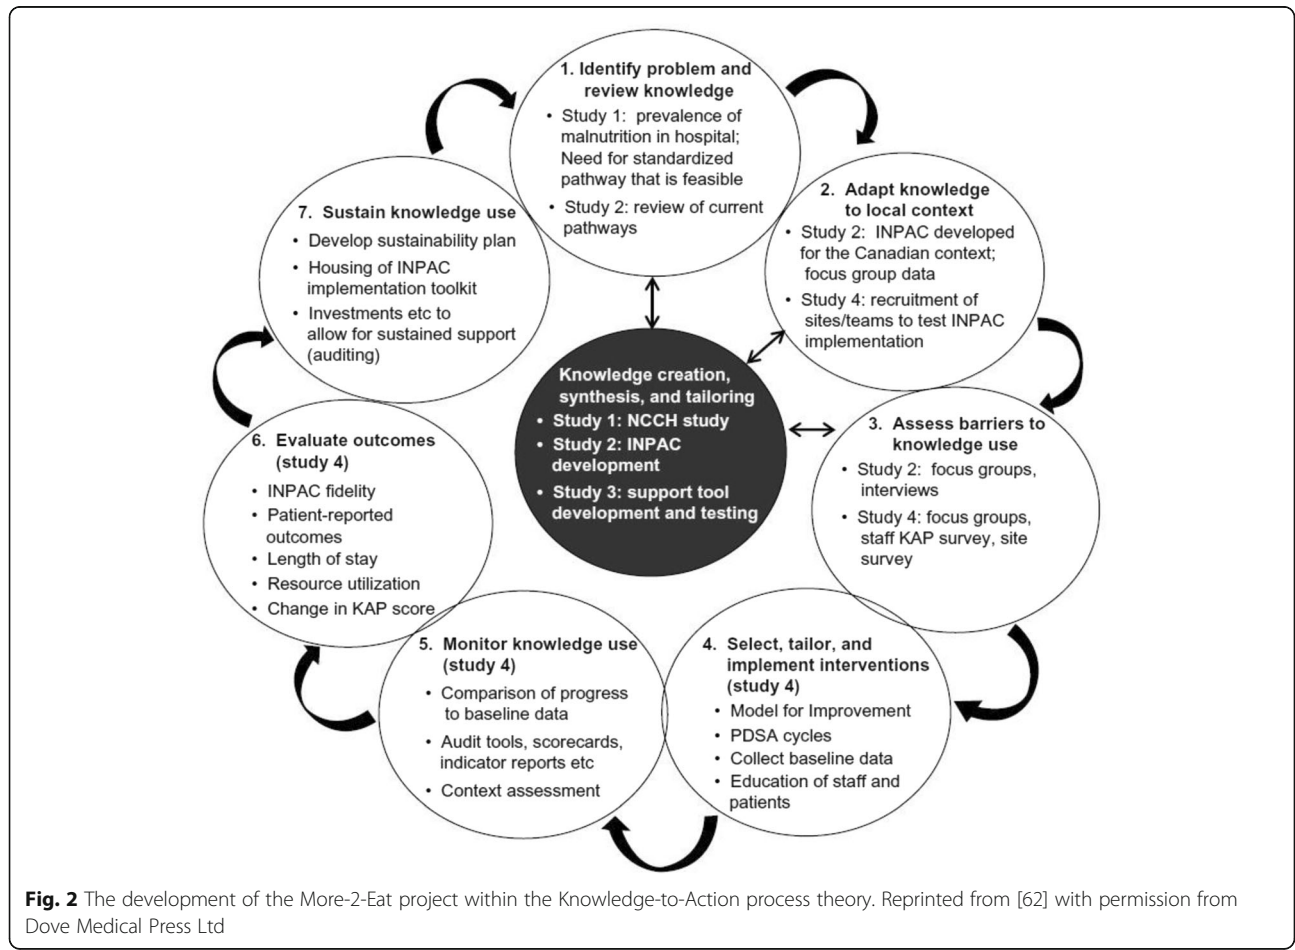 1. Identify problem and
review knowledge
• Study 1: prevalence of
malnutrition in hospital;
Need for standardized
pathway that is feasible
• Study 2: review of current
pathways
2. Adapt knowledge
to local context
• Study 2: INPAC developed
for the Canadian context;
focus group data
• Study 4: recruitment of
sites/teams to test INPAC
implementation
3. Assess barriers to
knowledge use
• Study 2: focus groups,
interviews
• Study 4: focus groups,
staff KAP survey, site
survey
4. Select, tailor, and
implement interventions
(study 4)
• Model for Improvement
• PDSA cycles
• Collect baseline data
• Education of staff and
patients
5. Monitor knowledge use
(study 4)
• Comparison of progress
to baseline data
• Audit tools, scorecards,
indicator reports etc
• Context assessment
6. Evaluate outcomes
(study 4)
• INPAC fidelity
• Patient-reported
outcomes
• Length of stay
• Resource utilization
• Change in KAP score
7. Sustain knowledge use
• Develop sustainability plan
• Housing of INPAC
implementation toolkit
• Investments etc to
allow for sustained support
(auditing)
Knowledge creation,
synthesis, and tailoring
• Study 1: NCCH study
• Study 2: INPAC
development
• Study 3: support tool
development and testing
Fig. 2 The development of the More-2-Eat project within the Knowledge-to-Action process theory. Reprinted from [62] with permission from
Dove Medical Press Ltd